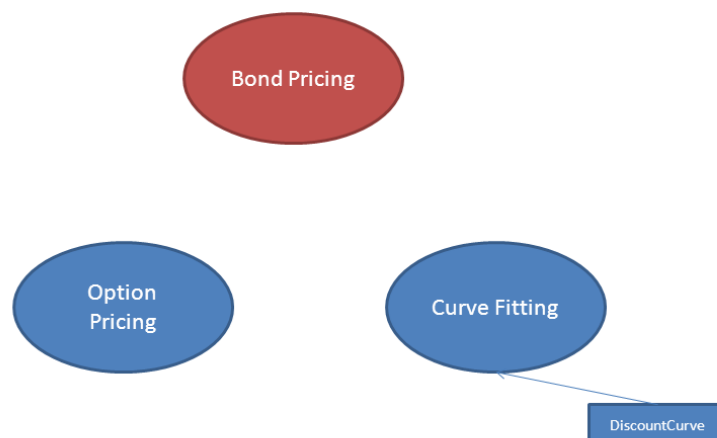 Bond Pricing
Option
Pricing
Curve Fitting
DiscountCurve